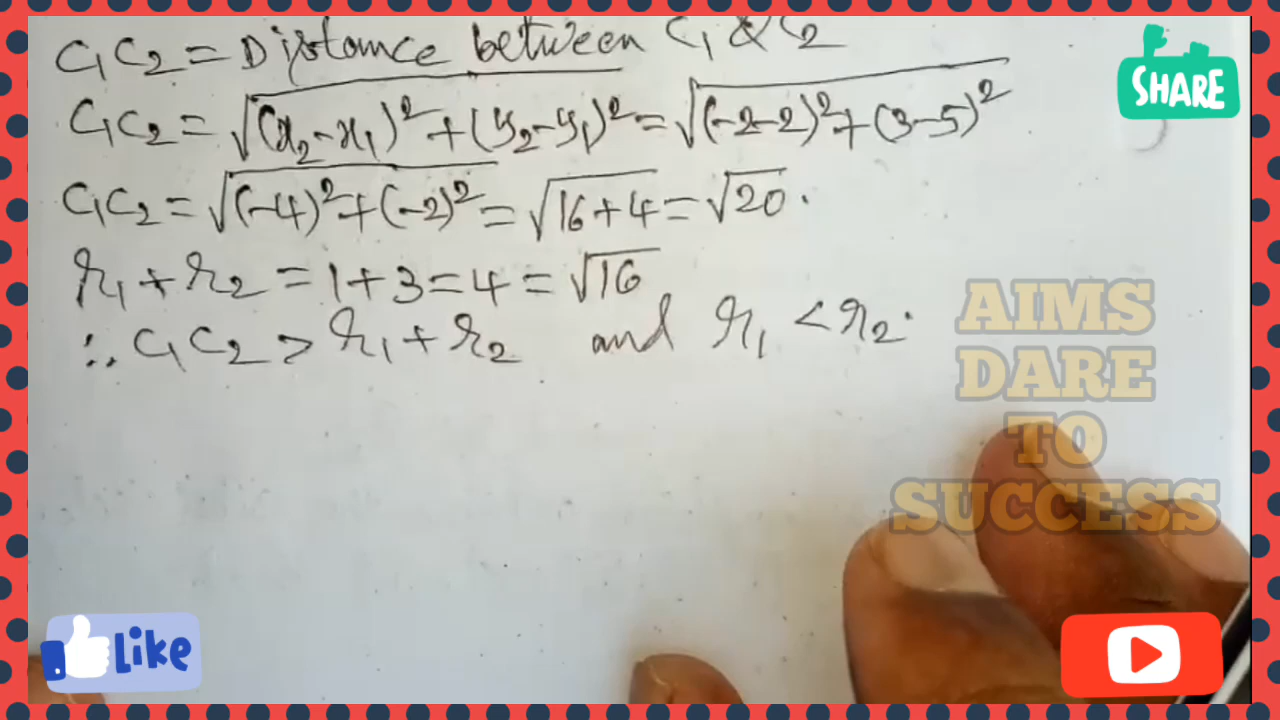 C₁C₂ = Distance between C₁ & C₂
C₁C₂ = √((x₂-x₁)²+(y₂-y₁)²) = √((-2-2)²+(3-5)²)
C₁C₂ = √((-4)²+(-2)²) = √(16+4) = √20.
r₁+r₂ = 1+3 = 4 = √16
∴ C₁C₂ > r₁+r₂ and r₁ < r₂.
SHARE
AIMS
DARE
TO
SUCCESS
Like